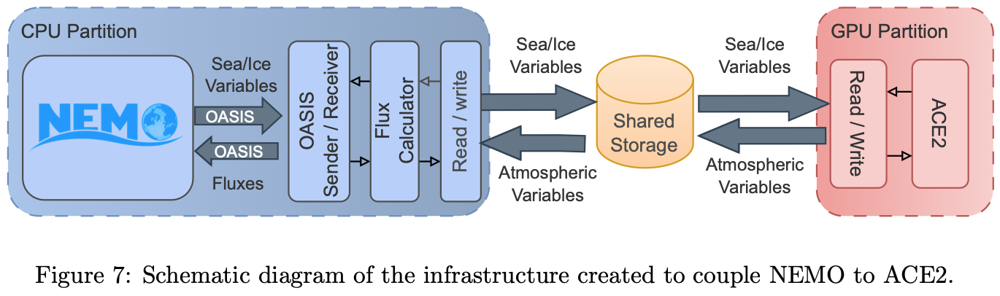 CPU Partition
NEMO
Sea/Ice
Variables
OASIS
OASIS
Fluxes
OASIS
Sender / Receiver
Flux
Calculator
Read / write
Sea/Ice
Variables
Atmospheric
Variables
Shared
Storage
Sea/Ice
Variables
Atmospheric
Variables
GPU Partition
Read / Write
ACE2
Figure 7: Schematic diagram of the infrastructure created to couple NEMO to ACE2.